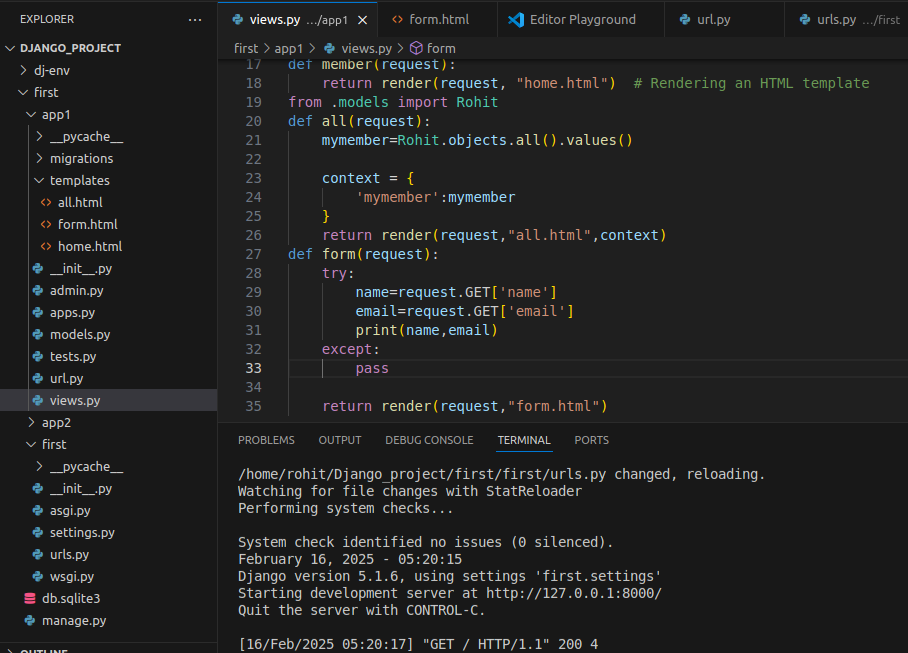 EXPLORER ...
views.py .../app1 form.html Editor Playground url.py urls.py .../first
DJANGO_PROJECT
dj-env
first
app1
__pycache__
migrations
templates
all.html
form.html
home.html
__init__.py
admin.py
apps.py
models.py
tests.py
url.py
views.py
app2
first
__pycache__
__init__.py
asgi.py
settings.py
urls.py
wsgi.py
db.sqlite3
manage.py
OUTLINE
first > app1 > views.py > form
17 def member(request):
18 return render(request, "home.html") # Rendering an HTML template
19 from .models import Rohit
20 def all(request):
21 mymember=Rohit.objects.all().values()
22
23 context = {
24 'mymember':mymember
25 }
26 return render(request,"all.html",context)
27 def form(request):
28 try:
29 name=request.GET['name']
30 email=request.GET['email']
31 print(name,email)
32 except:
33 pass
34
35 return render(request,"form.html")
PROBLEMS OUTPUT DEBUG CONSOLE TERMINAL PORTS
/home/rohit/Django_project/first/first/urls.py changed, reloading.
Watching for file changes with StatReloader
Performing system checks...
System check identified no issues (0 silenced).
February 16, 2025 - 05:20:15
Django version 5.1.6, using settings 'first.settings'
Starting development server at http://127.0.0.1:8000/
Quit the server with CONTROL-C.
[16/Feb/2025 05:20:17] "GET / HTTP/1.1" 200 4